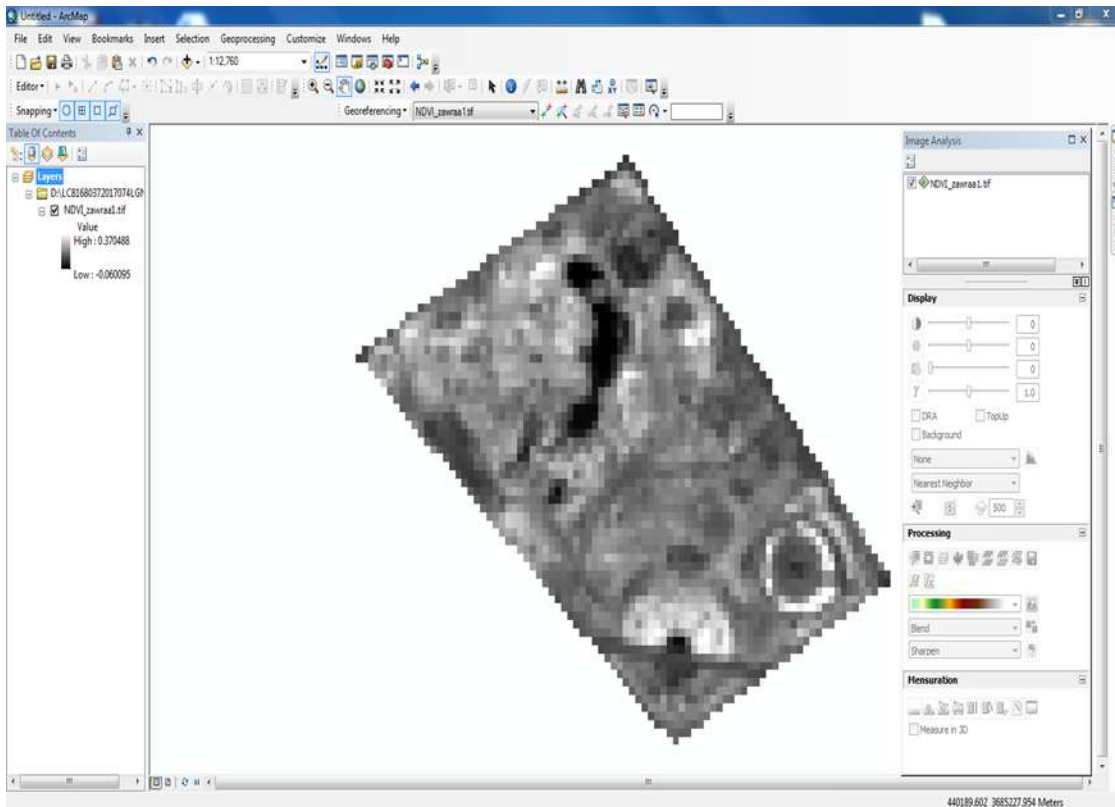 Untitled - ArcMap
File Edit View Bookmarks Insert Selection Geoprocessing Customize Windows Help
1:12,760
Editor
Snapping
Georeferencing NDVI_zawraa1.tif
Table Of Contents
Layers
D:\LC81680372017074LGN
NDVI_zawraa1.tif
Value
High : 0.370488
Low : -0.060095
Image Analysis
NDVI_zawraa1.tif
Display
0
0
0
1.0
DRA TopUp
Background
None
Nearest Neighbor
500
Processing
Blend
Sharpen
Mensuration
Measure in 3D
440189.602 3685227.954 Meters